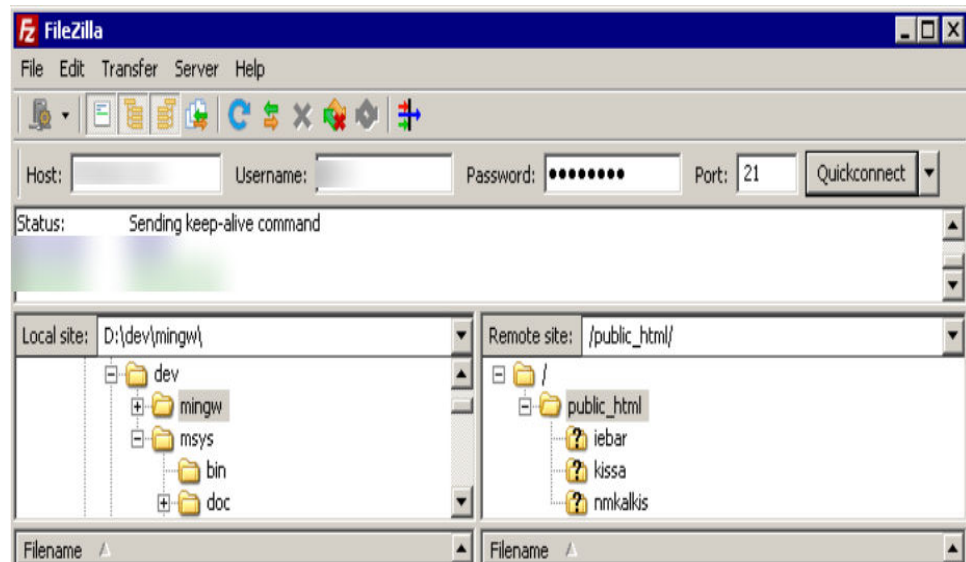 FileZilla
File Edit Transfer Server Help
Host: Username: Password: •••••••• Port: 21 Quickconnect
Status: Sending keep-alive command
Local site: D:\dev\mingw\
dev
mingw
msys
bin
doc
Remote site: /public_html/
/
public_html
iebar
kissa
nmkalkis
Filename
Filename